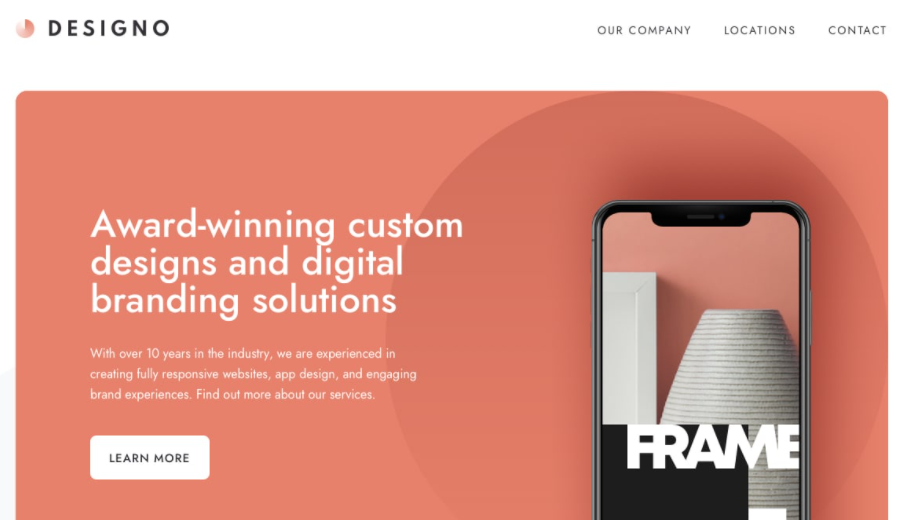 DESIGNO
OUR COMPANY
LOCATIONS
CONTACT
Award-winning custom
designs and digital
branding solutions
With over 10 years in the industry, we are experienced in
creating fully responsive websites, app design, and engaging
brand experiences. Find out more about our services.
LEARN MORE
FRAME